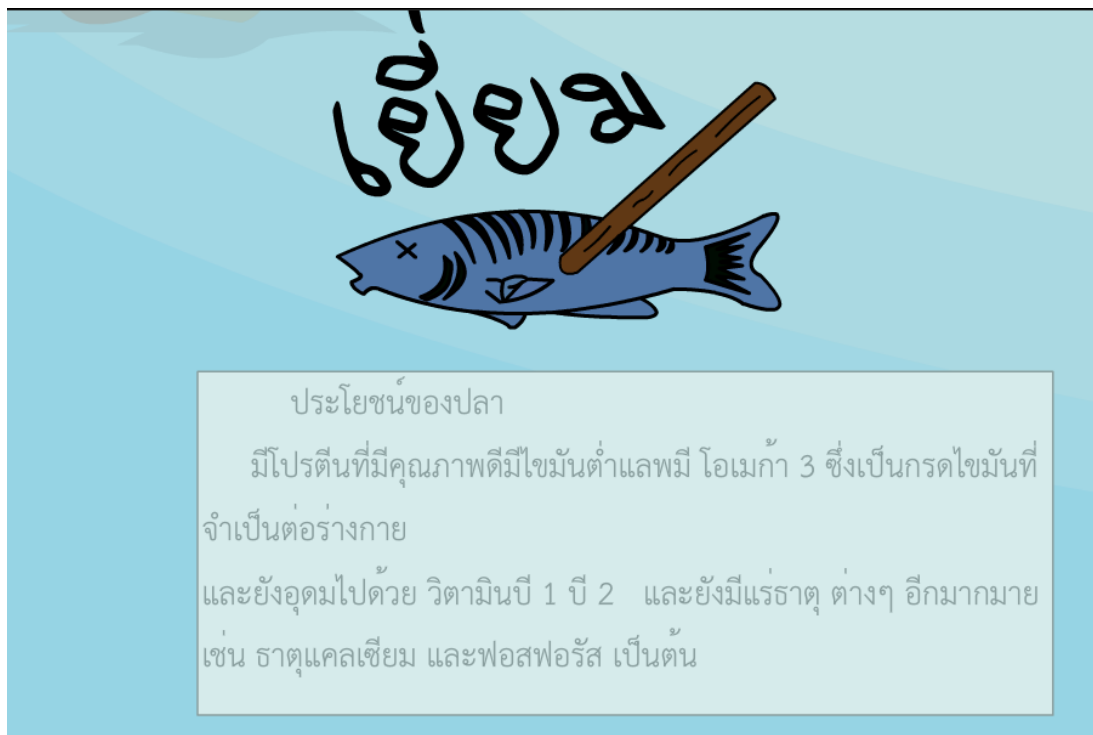 เยี่ยม
ประโยชน์ของปลา
มีโปรตีนที่มีคุณภาพดีมีไขมันต่ำแลพมี โอเมก้า 3 ซึ่งเป็นกรดไขมันที่
จำเป็นต่อร่างกาย
และยังอุดมไปด้วย วิตามินบี 1 บี 2 และยังมีแร่ธาตุ ต่างๆ อีกมากมาย
เช่น ธาตุแคลเซียม และฟอสฟอรัส เป็นต้น